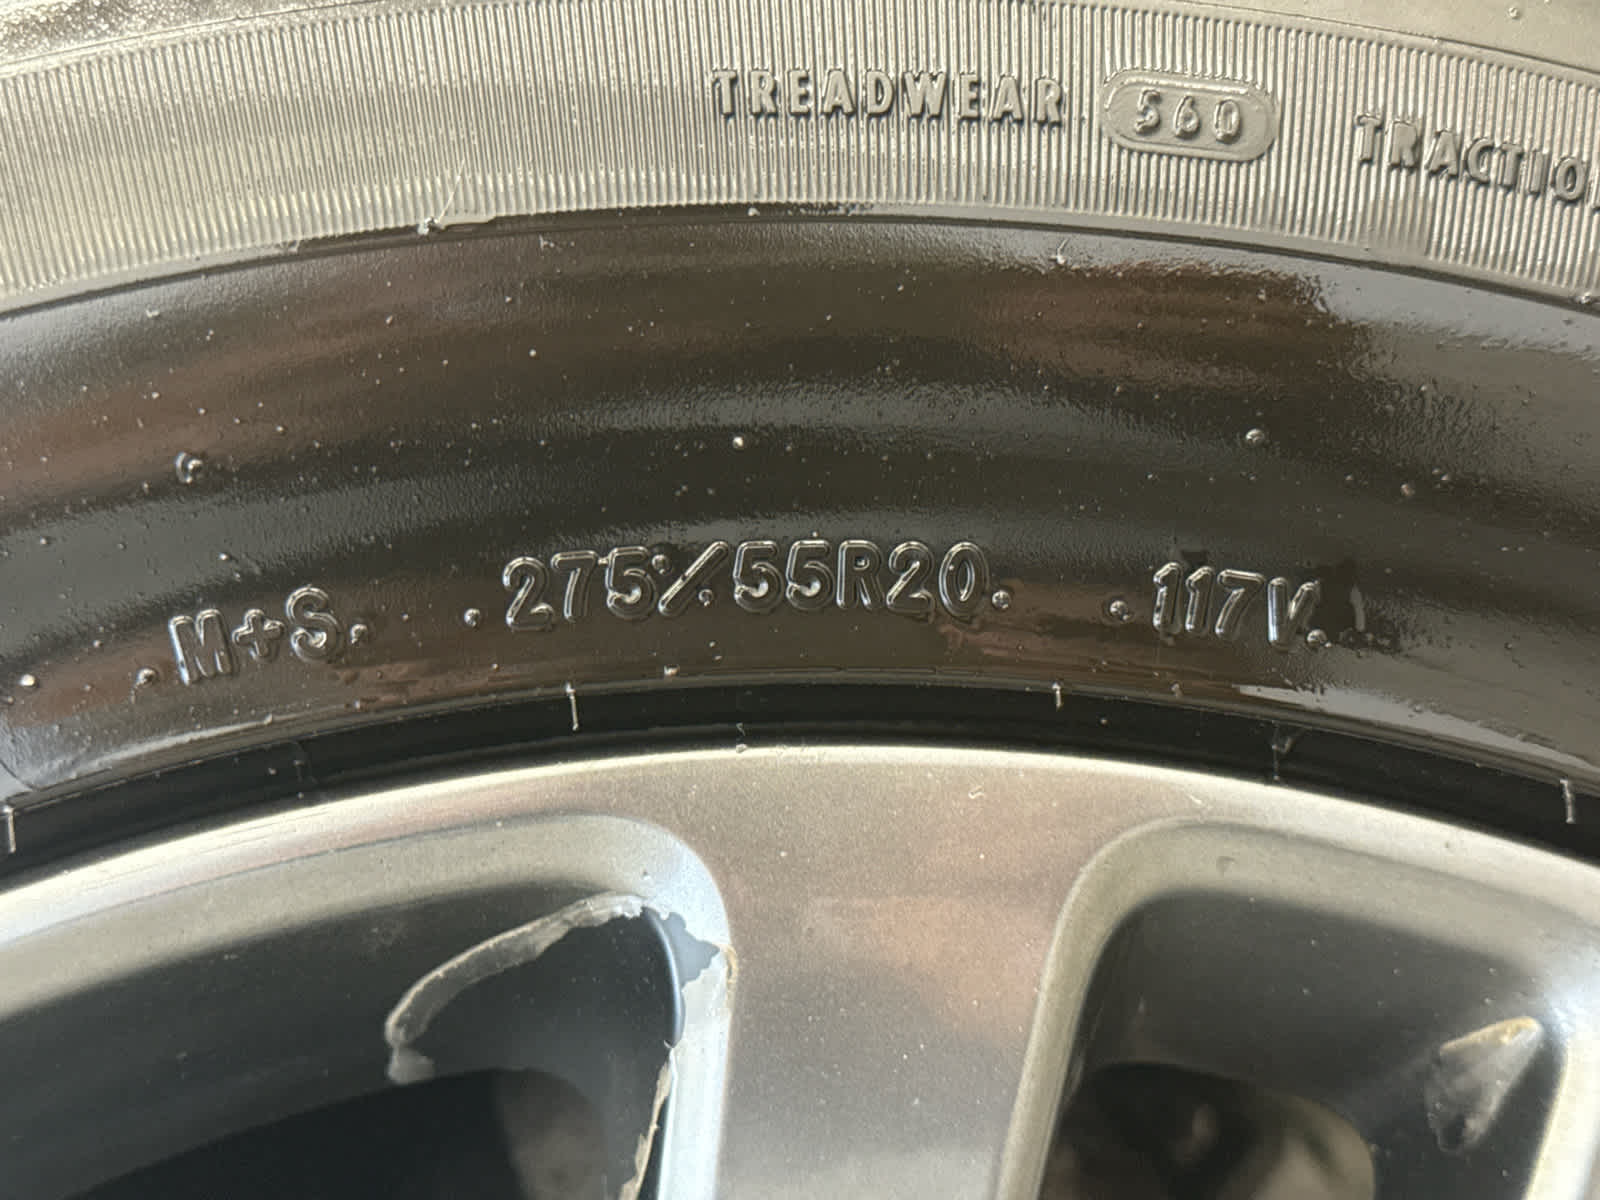 TREADWEAR 560 TRACTIO
M+S. 275/55R20 117V